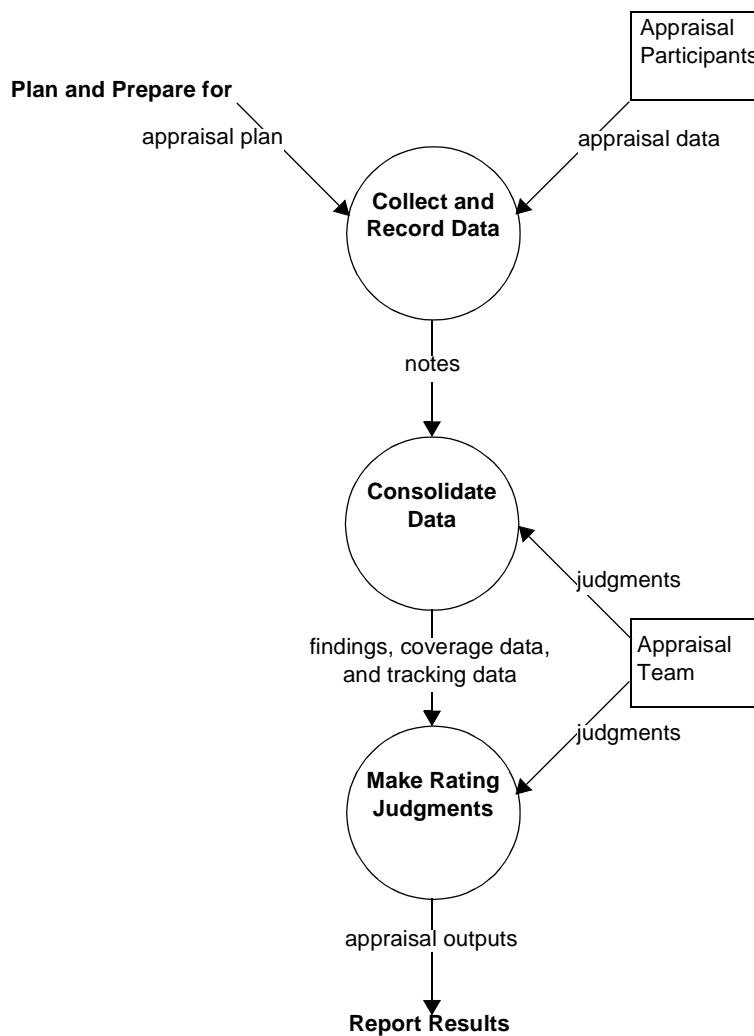 Appraisal
Participants
Plan and Prepare for
appraisal plan
appraisal data
Collect and
Record Data
notes
Consolidate
Data
judgments
findings, coverage data,
and tracking data
Appraisal
Team
judgments
Make Rating
Judgments
appraisal outputs
Report Results